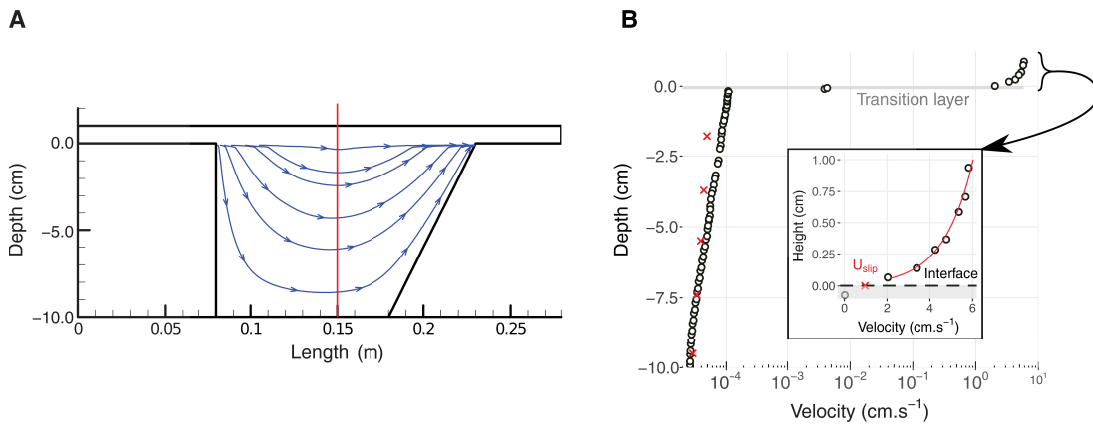 A
0.0
-5.0
-10.0
Depth (cm)
0
0.05
0.1
0.15
0.2
0.25
Length (m)
B
0.0
-2.5
-5.0
-7.5
-10.0
Depth (cm)
Transition layer
1.00
0.75
0.50
0.25
0.00
Height (cm)
U_slip
Interface
0
2
4
6
Velocity (cm.s⁻¹)
10⁻⁴
10⁻³
10⁻²
10⁻¹
10⁰
10¹
Velocity (cm.s⁻¹)